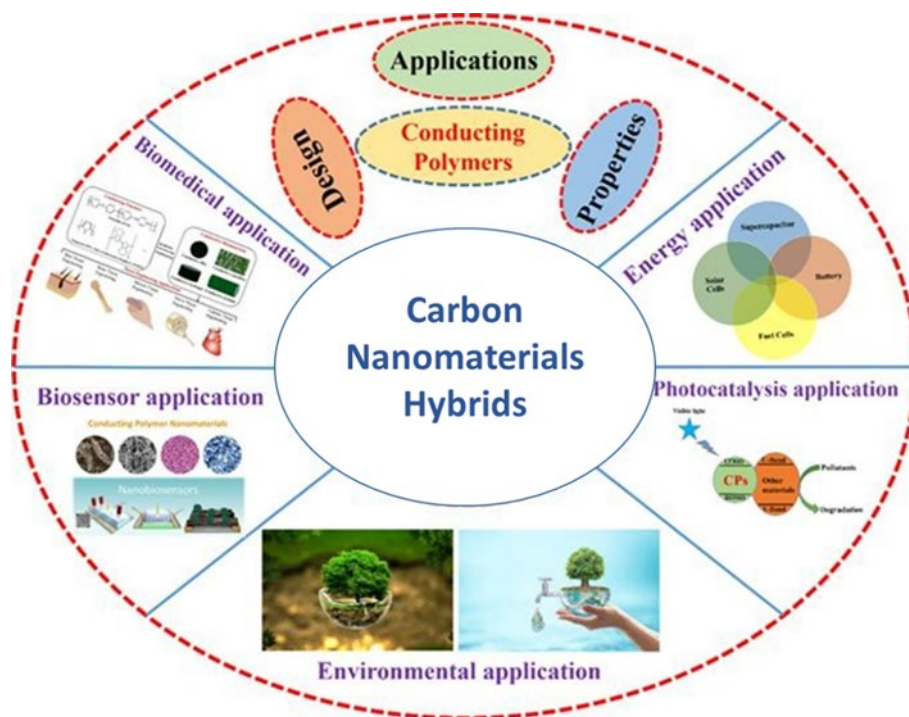 Applications
Design
Conducting
Polymers
Properties
Biomedical application
Energy application
Supercapacitor
Solar
Cells
Battery
Fuel Cells
Carbon
Nanomaterials
Hybrids
Biosensor application
Conducting Polymer Nanomaterials
Nanobiosensors
Photocatalysis application
Visible light
CPs
Other
materials
Pollutants
Degradation
Environmental application